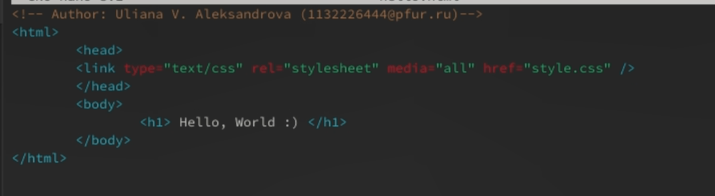 <!-- Author: Uliana V. Aleksandrova (1132226444@pfur.ru)-->
<html>
<head>
<link type="text/css" rel="stylesheet" media="all" href="style.css" />
</head>
<body>
<h1> Hello, World :) </h1>
</body>
</html>